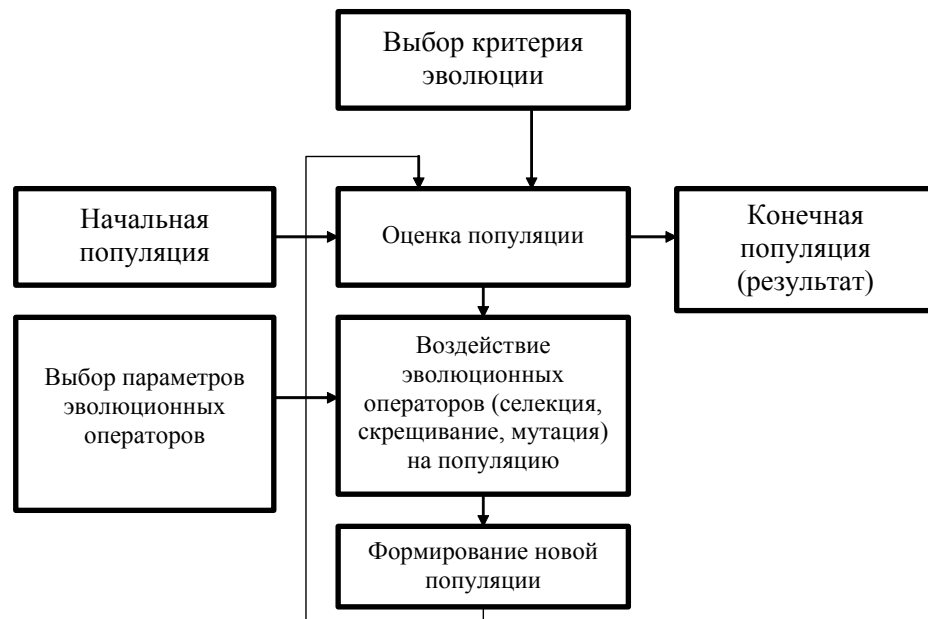 Выбор критерия
эволюции
Начальная
популяция
Оценка популяции
Конечная
популяция
(результат)
Выбор параметров
эволюционных
операторов
Воздействие
эволюционных
операторов (селекция,
скрещивание, мутация)
на популяцию
Формирование новой
популяции